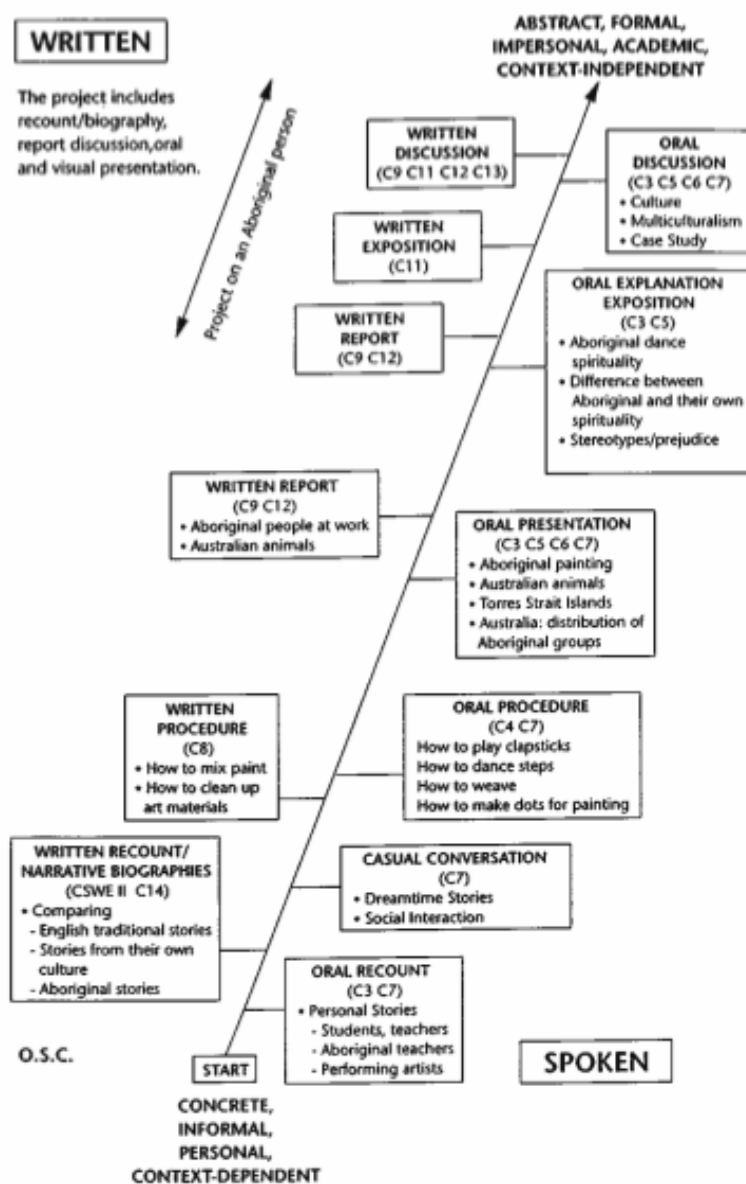 WRITTEN
The project includes
recount/biography,
report discussion,oral
and visual presentation.
Project on an Aboriginal person
ABSTRACT, FORMAL,
IMPERSONAL, ACADEMIC,
CONTEXT-INDEPENDENT
WRITTEN
DISCUSSION
(C9 C11 C12 C13)
ORAL
DISCUSSION
(C3 C5 C6 C7)
• Culture
• Multiculturalism
• Case Study
WRITTEN
EXPOSITION
(C11)
ORAL EXPLANATION
EXPOSITION
(C3 C5)
• Aboriginal dance
spirituality
• Difference between
Aboriginal and their own
spirituality
• Stereotypes/prejudice
WRITTEN
REPORT
(C9 C12)
WRITTEN REPORT
(C9 C12)
• Aboriginal people at work
• Australian animals
ORAL PRESENTATION
(C3 C5 C6 C7)
• Aboriginal painting
• Australian animals
• Torres Strait Islands
• Australia: distribution of
Aboriginal groups
WRITTEN
PROCEDURE
(C8)
• How to mix paint
• How to clean up
art materials
ORAL PROCEDURE
(C4 C7)
How to play clapsticks
How to dance steps
How to weave
How to make dots for painting
WRITTEN RECOUNT/
NARRATIVE BIOGRAPHIES
(CSWE II C14)
• Comparing
- English traditional stories
- Stories from their own
culture
- Aboriginal stories
CASUAL CONVERSATION
(C7)
• Dreamtime Stories
• Social Interaction
ORAL RECOUNT
(C3 C7)
• Personal Stories
- Students, teachers
- Aboriginal teachers
- Performing artists
O.S.C.
START
SPOKEN
CONCRETE,
INFORMAL,
PERSONAL,
CONTEXT-DEPENDENT